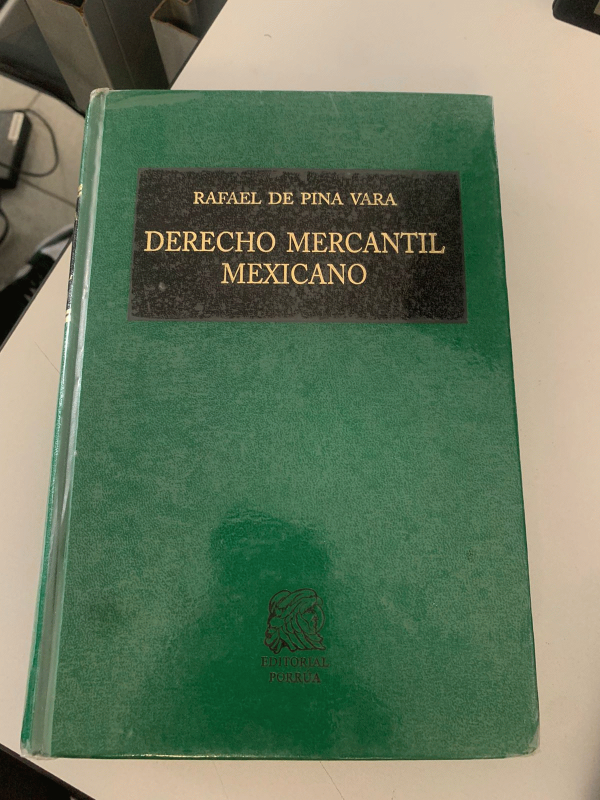 RAFAEL DE PINA VARA
DERECHO MERCANTIL
MEXICANO
EDITORIAL
PORRUA